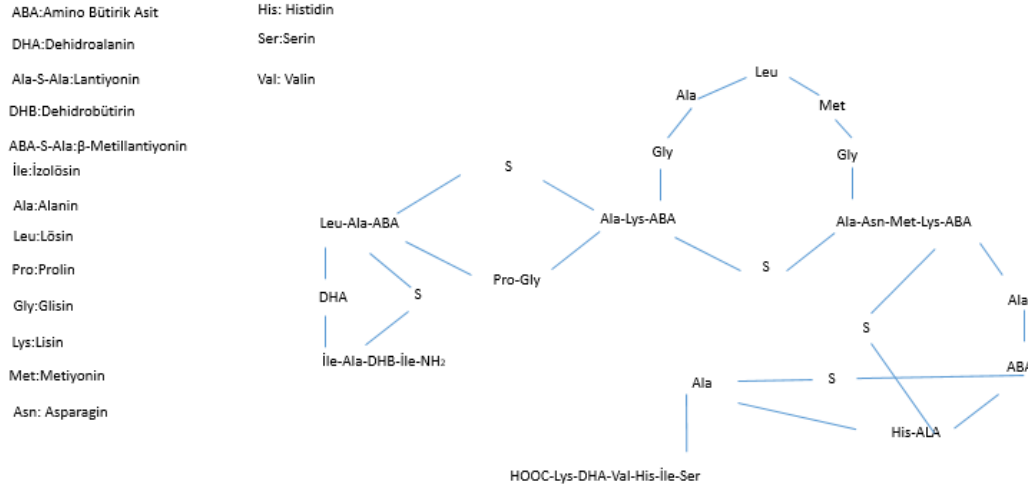 ABA:Amino Bütirik Asit
DHA:Dehidroalanin
Ala-S-Ala:Lantiyonin
DHB:Dehidrobütirin
ABA-S-Ala:β-Metillantiyonin
İle:İzolösin
Ala:Alanin
Leu:Lösin
Pro:Prolin
Gly:Glisin
Lys:Lisin
Met:Metiyonin
Asn: Asparagin
His: Histidin
Ser:Serin
Val: Valin
Leu
Ala
Met
Gly
Gly
S
Leu-Ala-ABA
Ala-Lys-ABA
Ala-Asn-Met-Lys-ABA
S
Pro-Gly
DHA
S
Ala
S
İle-Ala-DHB-İle-NH₂
ABA
S
Ala
His-ALA
HOOC-Lys-DHA-Val-His-İle-Ser